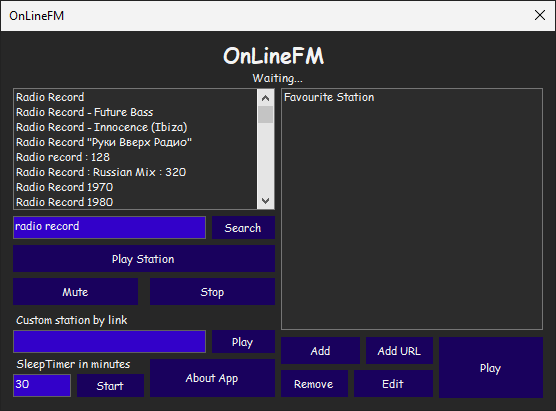 OnLineFM
OnLineFM
Waiting...
Radio Record
Radio Record - Future Bass
Radio Record - Innocence (Ibiza)
Radio Record "Руки Вверх Радио"
Radio record : 128
Radio Record : Russian Mix : 320
Radio Record 1970
Radio Record 1980
radio record
Search
Play Station
Mute
Stop
Custom station by link
Play
SleepTimer in minutes
30
Start
About App
Favourite Station
Add
Add URL
Remove
Edit
Play